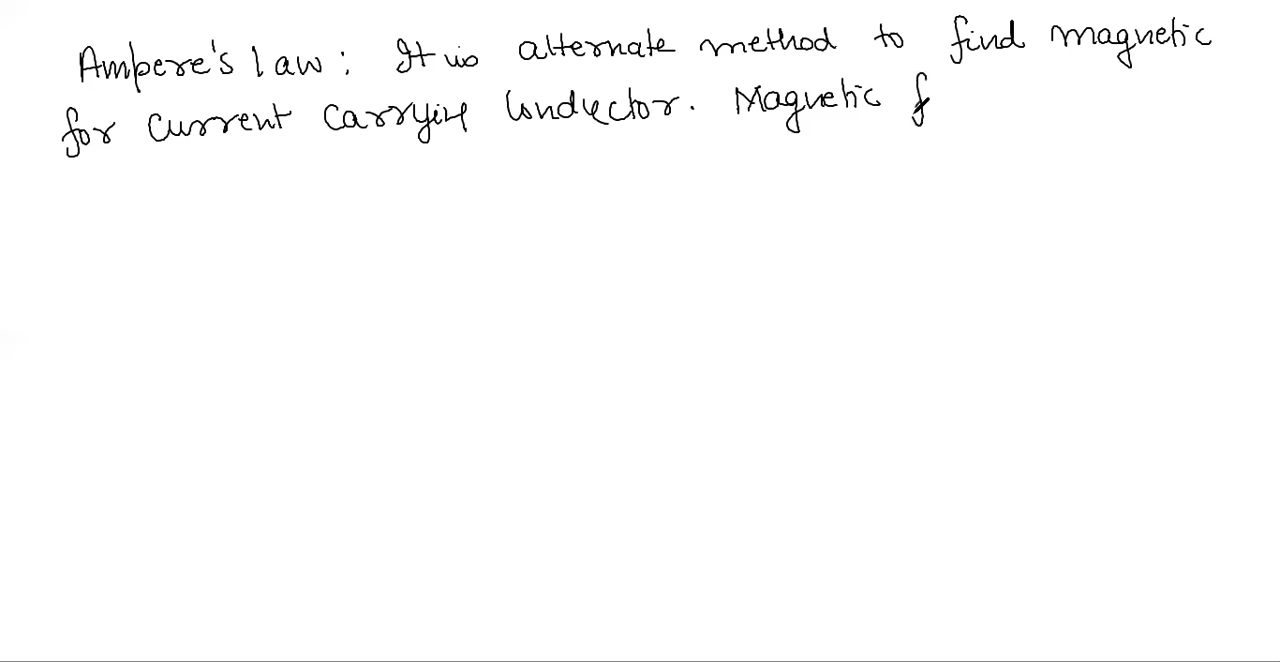 Ampere's law : It is alternate method to find magnetic
for current carrying conductor. Magnetic f